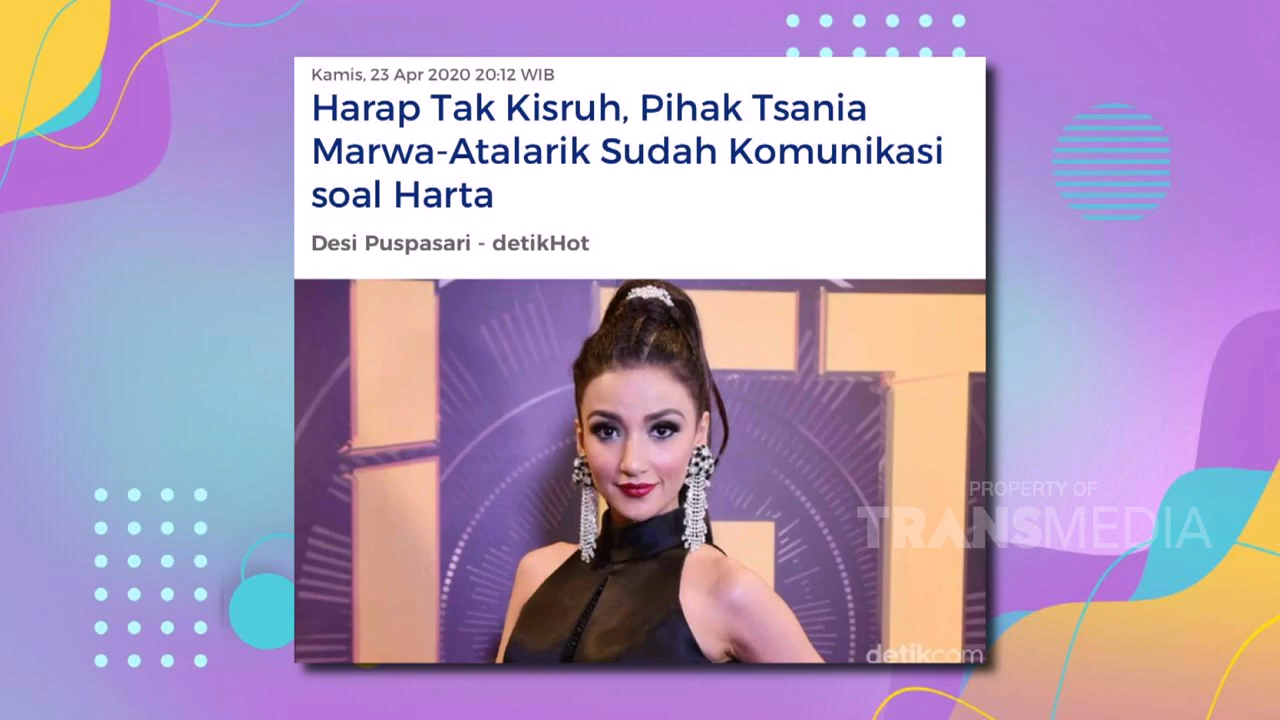 Kamis, 23 Apr 2020 20:12 WIB
Harap Tak Kisruh, Pihak Tsania
Marwa-Atalarik Sudah Komunikasi
soal Harta
Desi Puspasari - detikHot
PROPERTY OF
TRANSMEDIA
detikcom